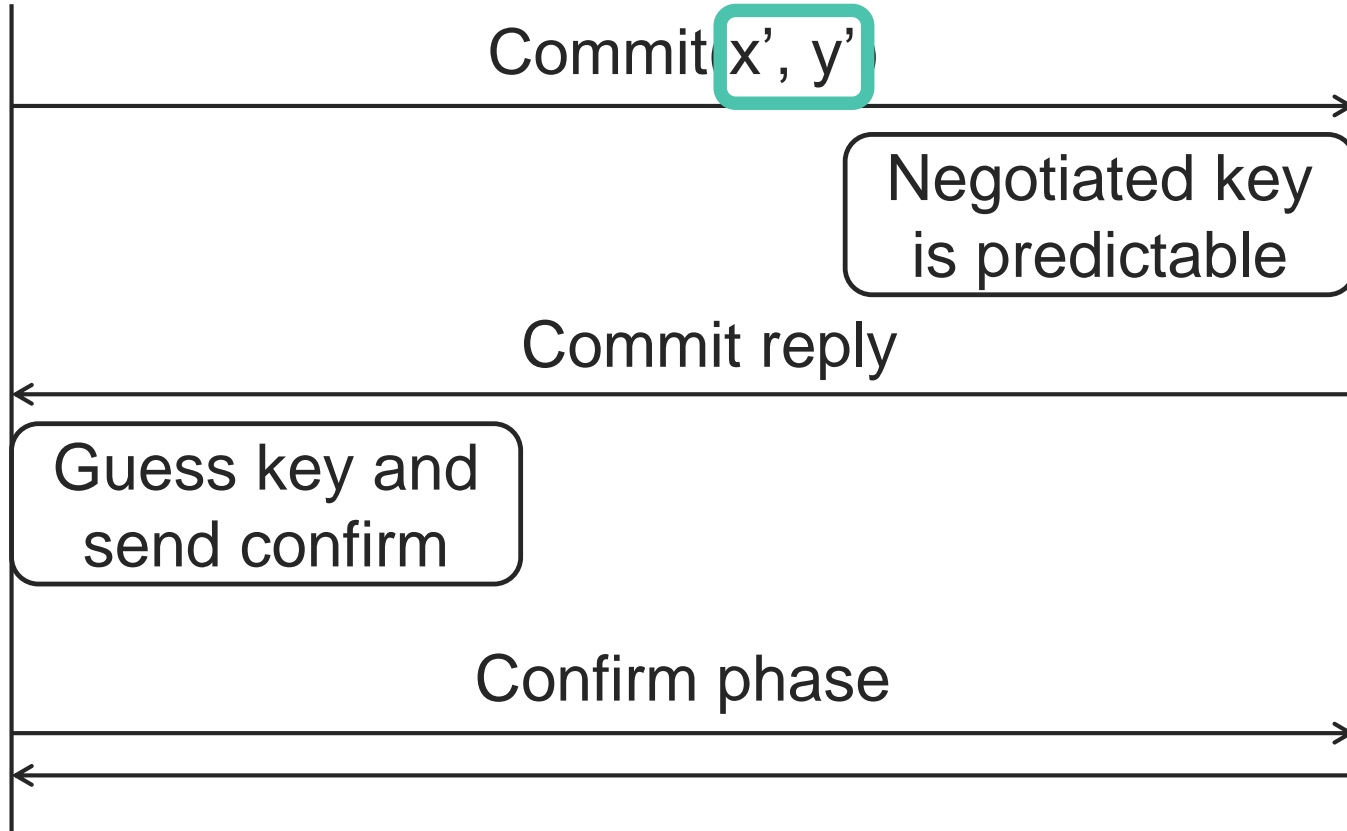 Commit(x’, y’)
Negotiated key
is predictable
Commit reply
Guess key and
send confirm
Confirm phase